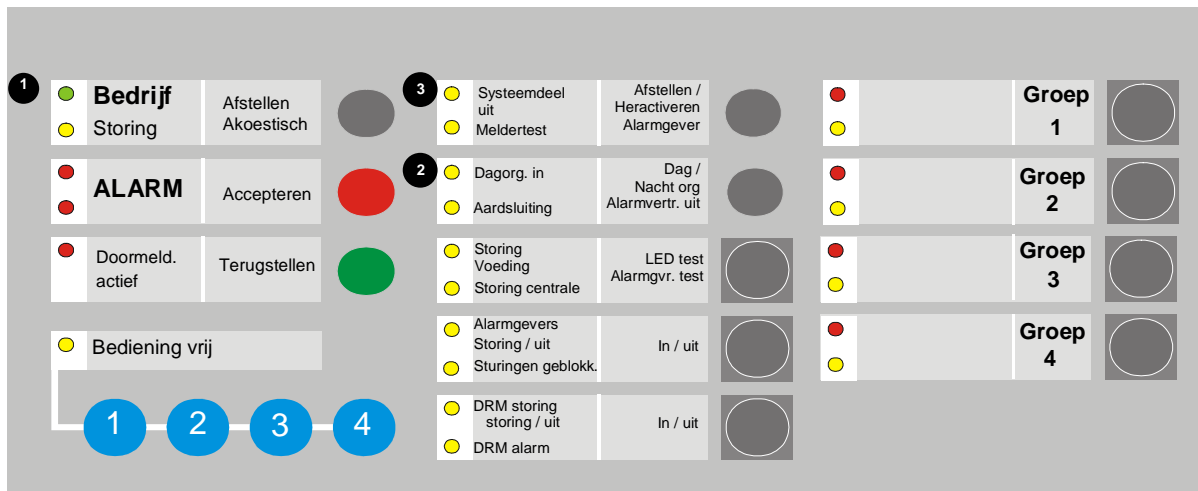 1
Bedrijf
Storing
Afstellen
Akoestisch
ALARM
Accepteren
Doormeld.
actief
Terugstellen
Bediening vrij
1 2 3 4
3
Systeemdeel
uit
Meldertest
Afstellen /
Heractiveren
Alarmgever
2
Dagorg. in
Aardsluiting
Dag /
Nacht org
Alarmvertr. uit
Storing
Voeding
Storing centrale
LED test
Alarmgvr. test
Alarmgevers
Storing / uit
Sturingen geblokk.
In / uit
DRM storing
storing / uit
DRM alarm
In / uit
Groep
1
Groep
2
Groep
3
Groep
4